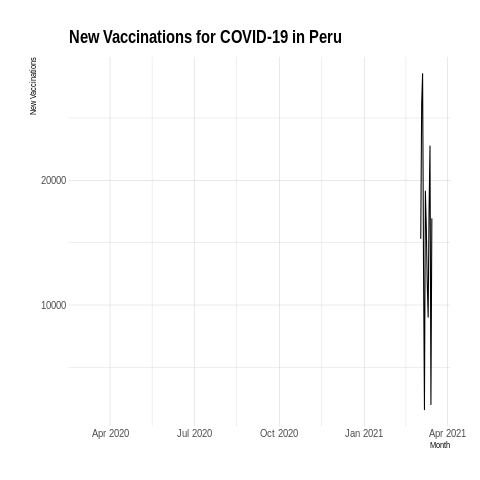 New Vaccinations for COVID-19 in Peru
New Vaccinations
20000
10000
Apr 2020 Jul 2020 Oct 2020 Jan 2021 Apr 2021
Month